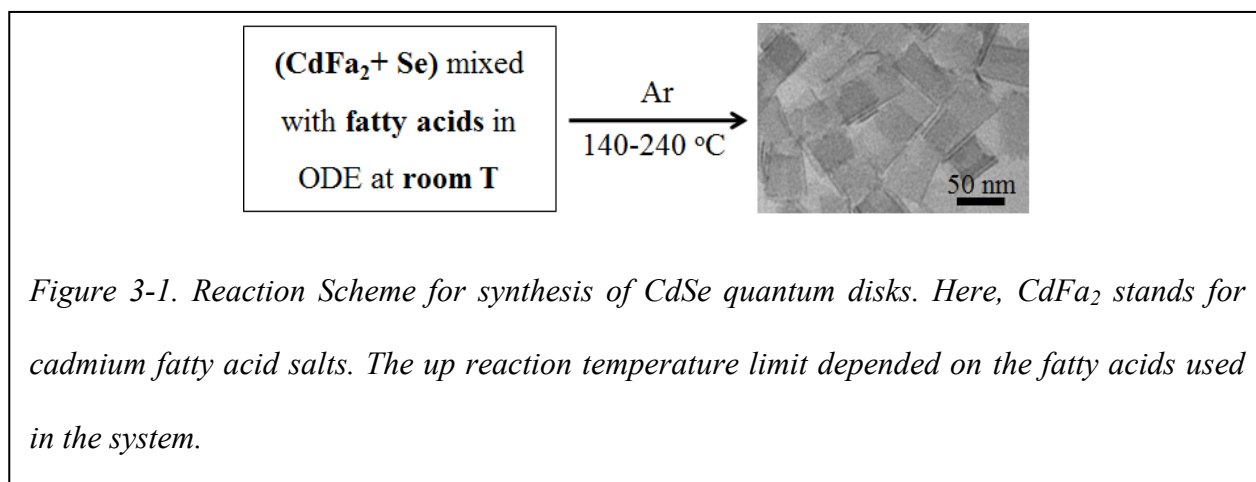 (CdFa₂+ Se) mixed
with fatty acids in
ODE at room T
Ar
140-240 °C
50 nm
Figure 3-1. Reaction Scheme for synthesis of CdSe quantum disks. Here, CdFa₂ stands for
cadmium fatty acid salts. The up reaction temperature limit depended on the fatty acids used
in the system.